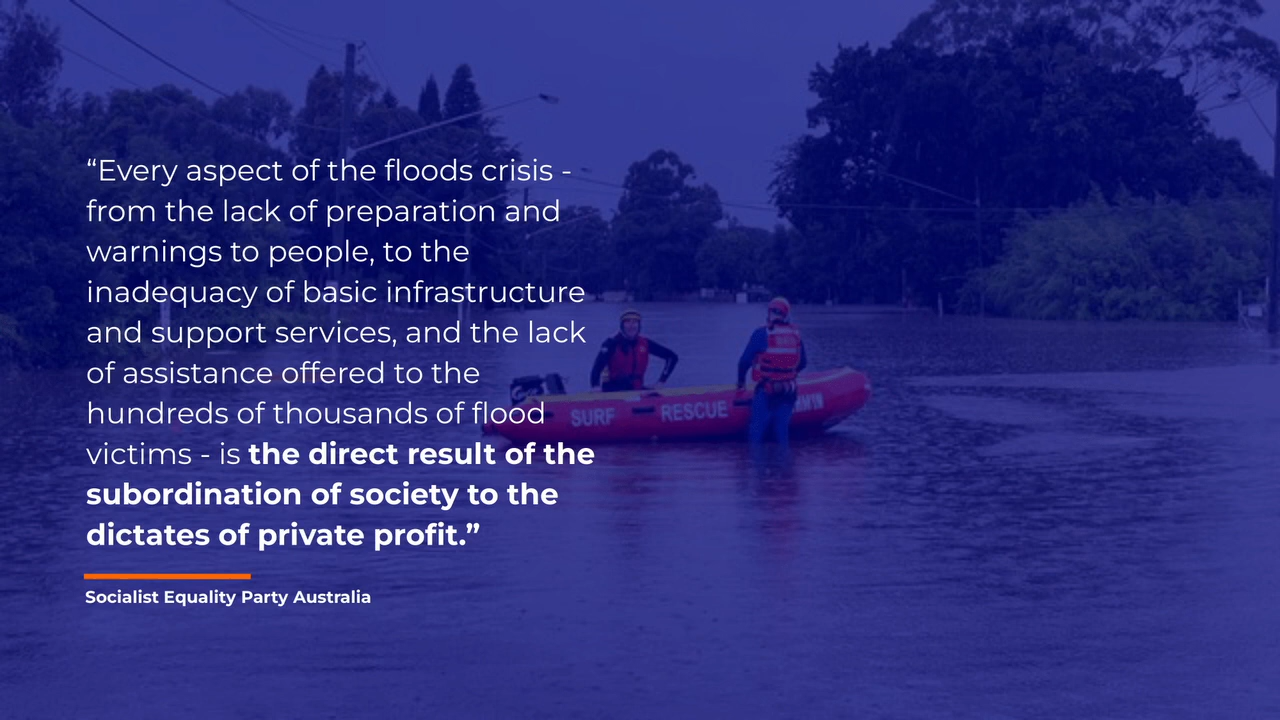 “Every aspect of the floods crisis -
from the lack of preparation and
warnings to people, to the
inadequacy of basic infrastructure
and support services, and the lack
of assistance offered to the
hundreds of thousands of flood
victims - is the direct result of the
subordination of society to the
dictates of private profit.”
Socialist Equality Party Australia
SURF RESCUE